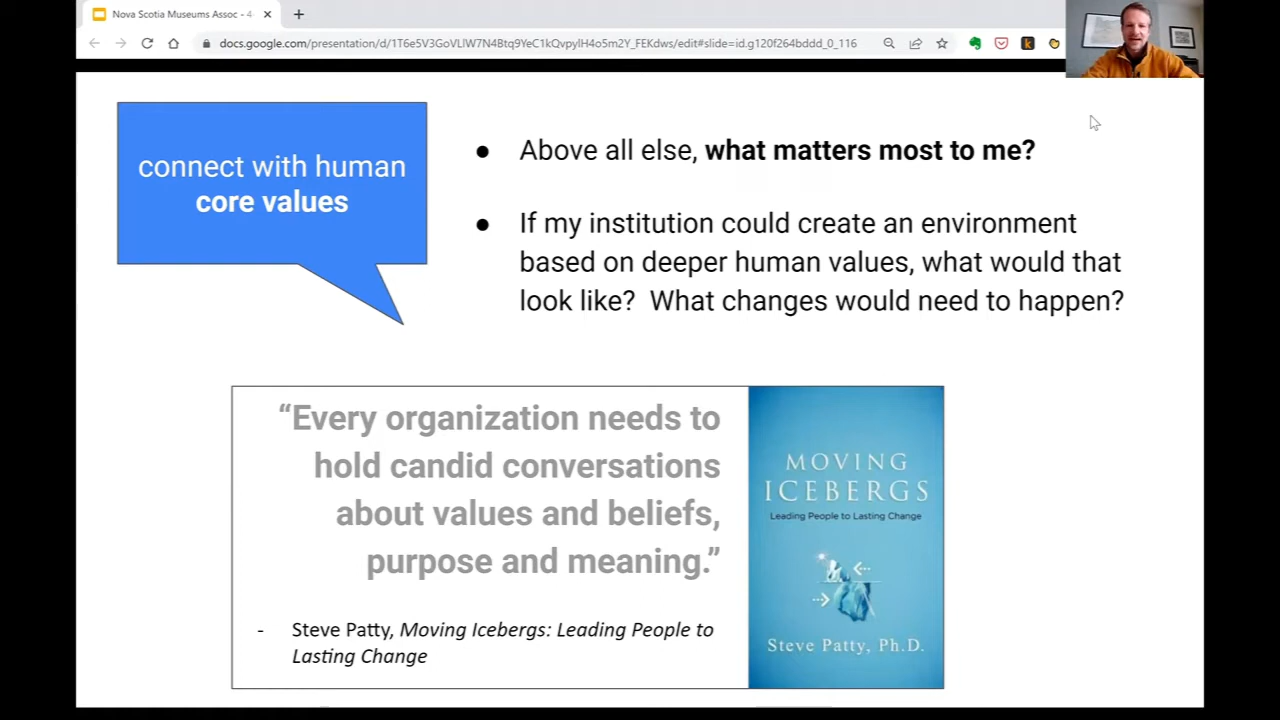 Nova Scotia Museums Assoc - 4
docs.google.com/presentation/d/1T6e5V3GoVLlW7N4Btq9YeC1kQvpylH4o5m2Y_FEKdws/edit#slide=id.g120f264bddd_0_116
connect with human
core values
● Above all else, what matters most to me?
● If my institution could create an environment
based on deeper human values, what would that
look like?  What changes would need to happen?
“Every organization needs to
hold candid conversations
about values and beliefs,
purpose and meaning.”
- Steve Patty, Moving Icebergs: Leading People to
Lasting Change
MOVING
ICEBERGS
Leading People to Lasting Change
Steve Patty, Ph.D.